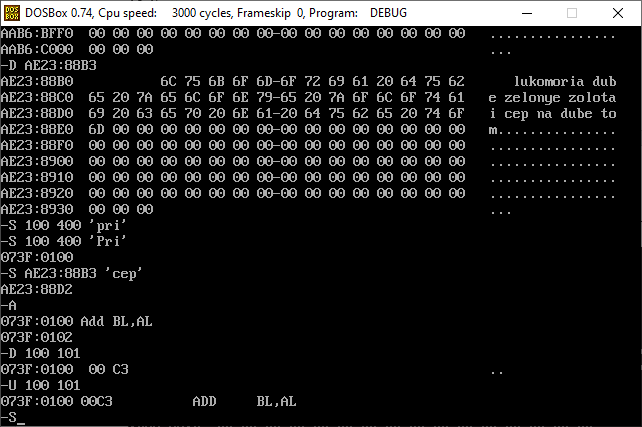 DOS BOX DOSBox 0.74, Cpu speed: 3000 cycles, Frameskip 0, Program: DEBUG
AAB6:BFF0 00 00 00 00 00 00 00 00-00 00 00 00 00 00 00 00 ................
AAB6:C000 00 00 00 ...
-D AE23:88B3
AE23:88B0 6C 75 6B 6F 6D-6F 72 69 61 20 64 75 62 lukomoria dub
AE23:88C0 65 20 7A 65 6C 6F 6E 79-65 20 7A 6F 6C 6F 74 61 e zelonye zolota
AE23:88D0 69 20 63 65 70 20 6E 61-20 64 75 62 65 20 74 6F i cep na dube to
AE23:88E0 6D 00 00 00 00 00 00 00-00 00 00 00 00 00 00 00 m...............
AE23:88F0 00 00 00 00 00 00 00 00-00 00 00 00 00 00 00 00 ................
AE23:8900 00 00 00 00 00 00 00 00-00 00 00 00 00 00 00 00 ................
AE23:8910 00 00 00 00 00 00 00 00-00 00 00 00 00 00 00 00 ................
AE23:8920 00 00 00 00 00 00 00 00-00 00 00 00 00 00 00 00 ................
AE23:8930 00 00 00 ...
-S 100 400 'pri'
-S 100 400 'Pri'
073F:0100
-S AE23:88B3 'cep'
AE23:88D2
-A
073F:0100 Add BL,AL
073F:0102
-D 100 101
073F:0100 00 C3 ..
-U 100 101
073F:0100 00C3 ADD BL,AL
-S_